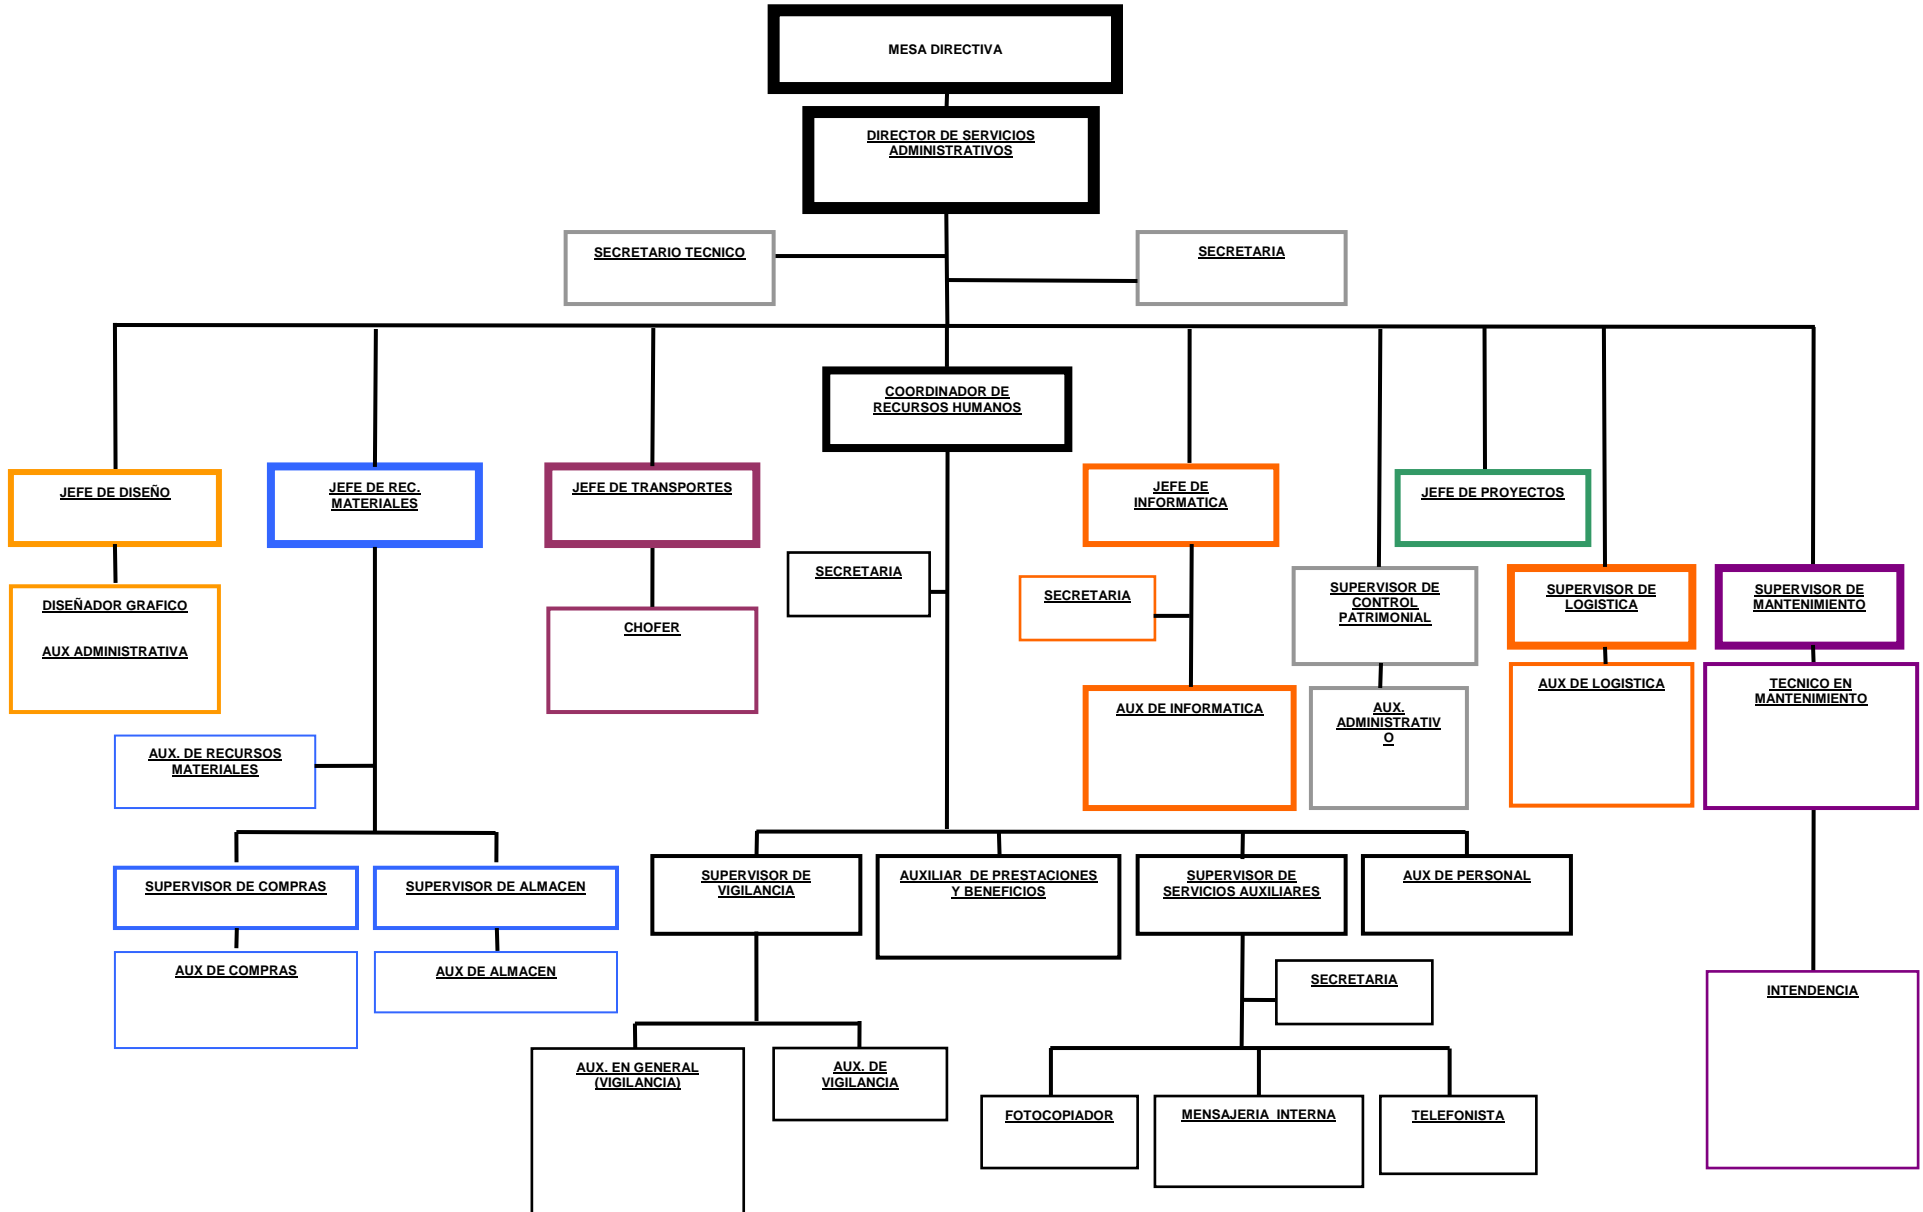 MESA DIRECTIVA
DIRECTOR DE SERVICIOS
ADMINISTRATIVOS
SECRETARIO TECNICO
SECRETARIA
COORDINADOR DE
RECURSOS HUMANOS
JEFE DE DISEÑO
JEFE DE REC.
MATERIALES
JEFE DE TRANSPORTES
JEFE DE
INFORMATICA
JEFE DE PROYECTOS
SECRETARIA
SECRETARIA
SUPERVISOR DE
CONTROL
PATRIMONIAL
SUPERVISOR DE
LOGISTICA
SUPERVISOR DE
MANTENIMIENTO
DISEÑADOR GRAFICO
AUX ADMINISTRATIVA
CHOFER
AUX DE INFORMATICA
AUX.
ADMINISTRATIV
O
AUX DE LOGISTICA
TECNICO EN
MANTENIMIENTO
AUX. DE RECURSOS
MATERIALES
SUPERVISOR DE COMPRAS
SUPERVISOR DE ALMACEN
SUPERVISOR DE
VIGILANCIA
AUXILIAR  DE PRESTACIONES
Y BENEFICIOS
SUPERVISOR DE
SERVICIOS AUXILIARES
AUX DE PERSONAL
AUX DE COMPRAS
AUX DE ALMACEN
SECRETARIA
INTENDENCIA
AUX. EN GENERAL
(VIGILANCIA)
AUX. DE
VIGILANCIA
FOTOCOPIADOR
MENSAJERIA  INTERNA
TELEFONISTA